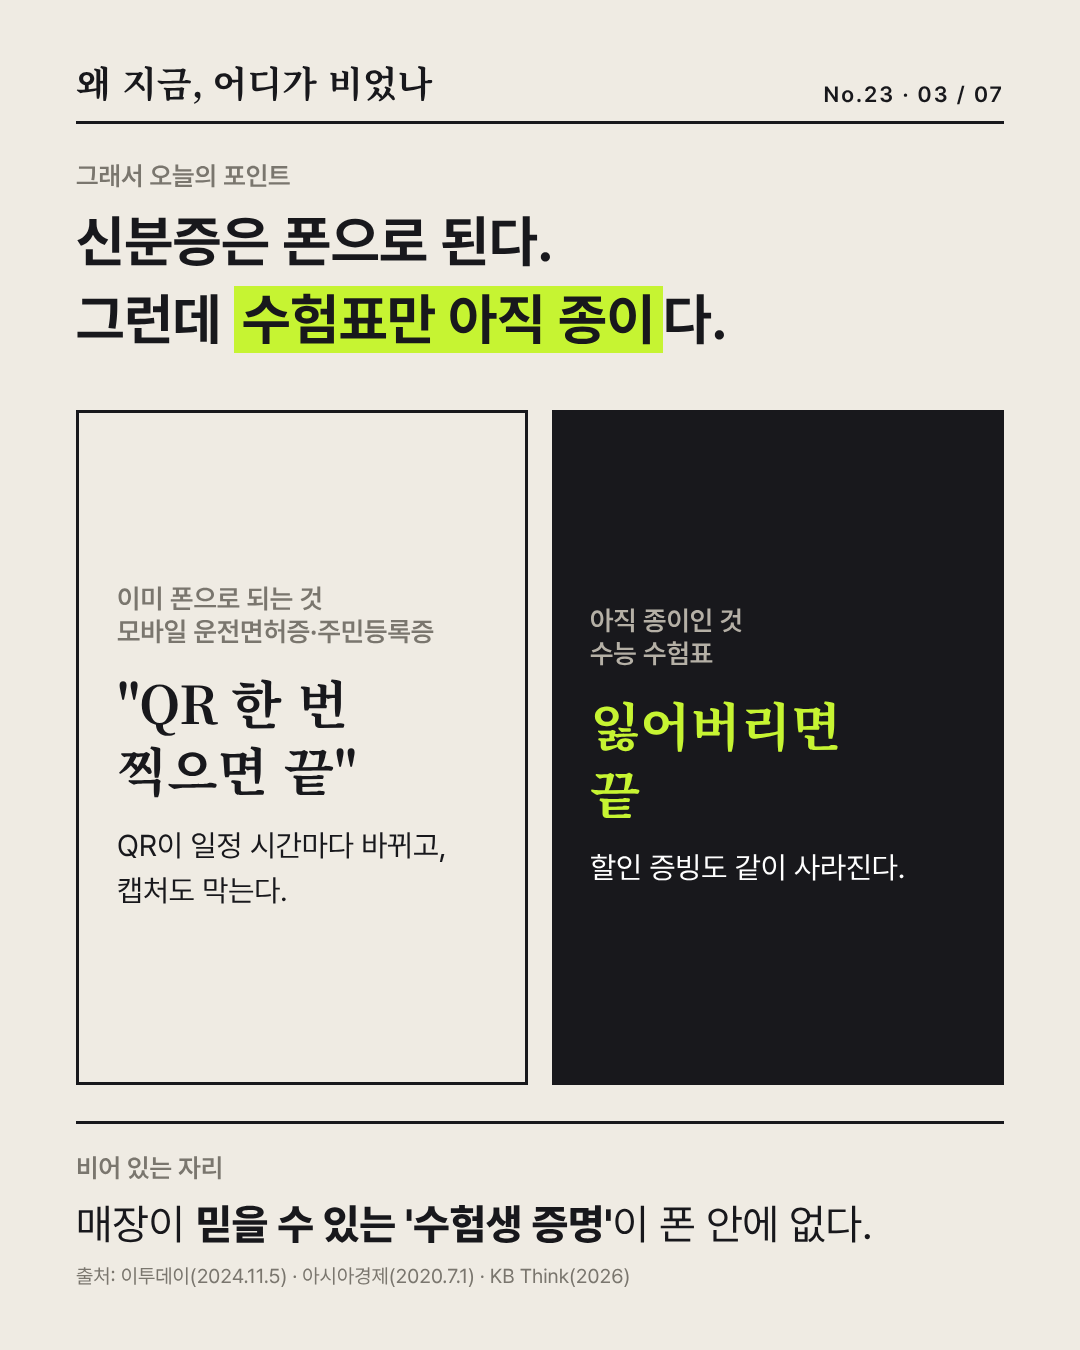 왜 지금, 어디가 비었나
No.23 · 03 / 07
그래서 오늘의 포인트
신분증은 폰으로 된다.
그런데 수험표만 아직 종이다.
이미 폰으로 되는 것
모바일 운전면허증·주민등록증
"QR 한 번
찍으면 끝"
QR이 일정 시간마다 바뀌고,
캡처도 막는다.
아직 종이인 것
수능 수험표
잃어버리면
끝
할인 증빙도 같이 사라진다.
비어 있는 자리
매장이 믿을 수 있는 '수험생 증명'이 폰 안에 없다.
출처: 이투데이(2024.11.5) · 아시아경제(2020.7.1) · KB Think(2026)